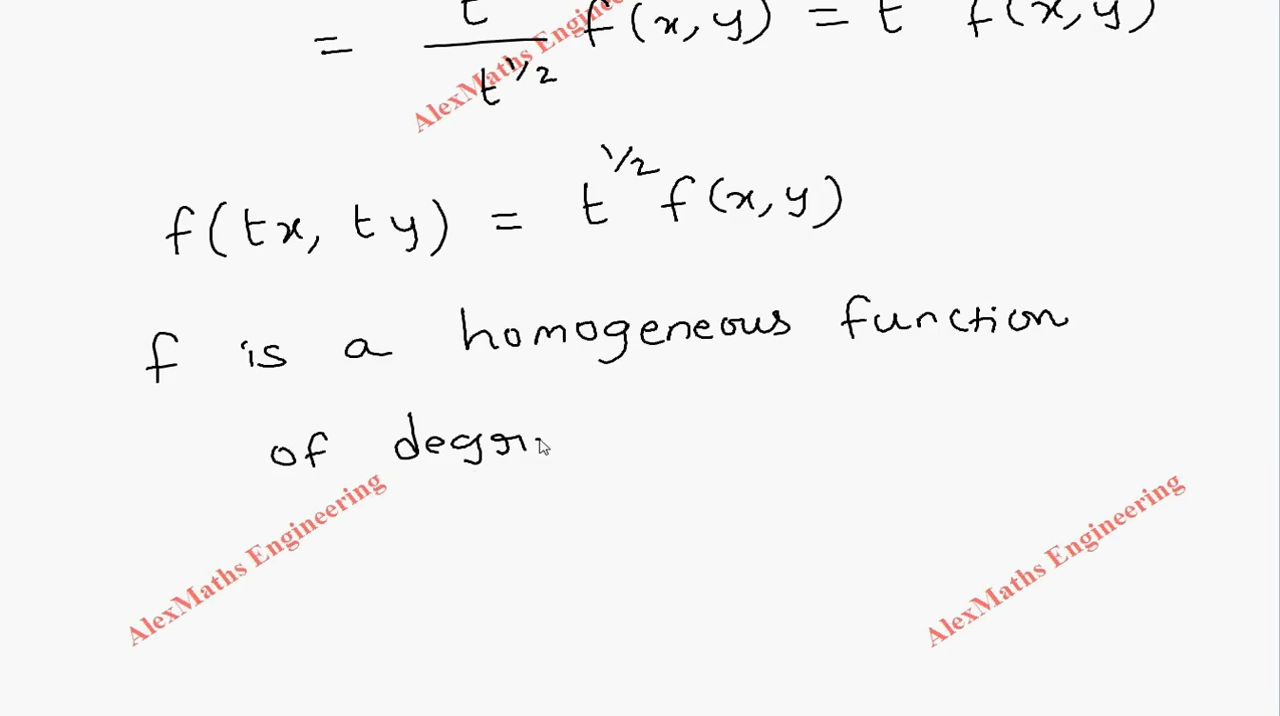 = t / t^1/2 f(x, y) = t f(x, y)
AlexMaths Engineering
f(tx, ty) = t^1/2 f(x, y)
f is a homogeneous function
of degr
AlexMaths Engineering
AlexMaths Engineering